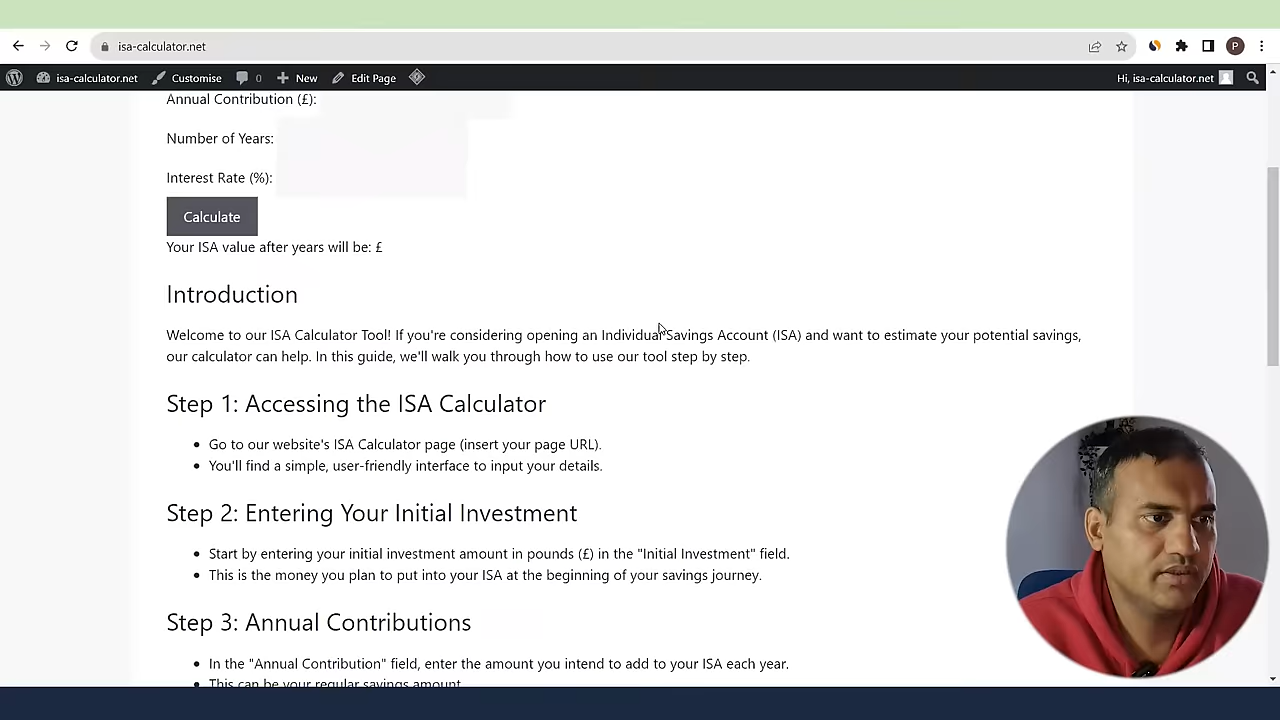 isa-calculator.net
P
isa-calculator.net Customise 0 New Edit Page Hi, isa-calculator.net
Annual Contribution (£):
Number of Years:
Interest Rate (%):
Calculate
Your ISA value after years will be: £
Introduction
Welcome to our ISA Calculator Tool! If you're considering opening an Individual Savings Account (ISA) and want to estimate your potential savings,
our calculator can help. In this guide, we'll walk you through how to use our tool step by step.
Step 1: Accessing the ISA Calculator
• Go to our website's ISA Calculator page (insert your page URL).
• You'll find a simple, user-friendly interface to input your details.
Step 2: Entering Your Initial Investment
• Start by entering your initial investment amount in pounds (£) in the "Initial Investment" field.
• This is the money you plan to put into your ISA at the beginning of your savings journey.
Step 3: Annual Contributions
• In the "Annual Contribution" field, enter the amount you intend to add to your ISA each year.
• This can be your regular savings amount.